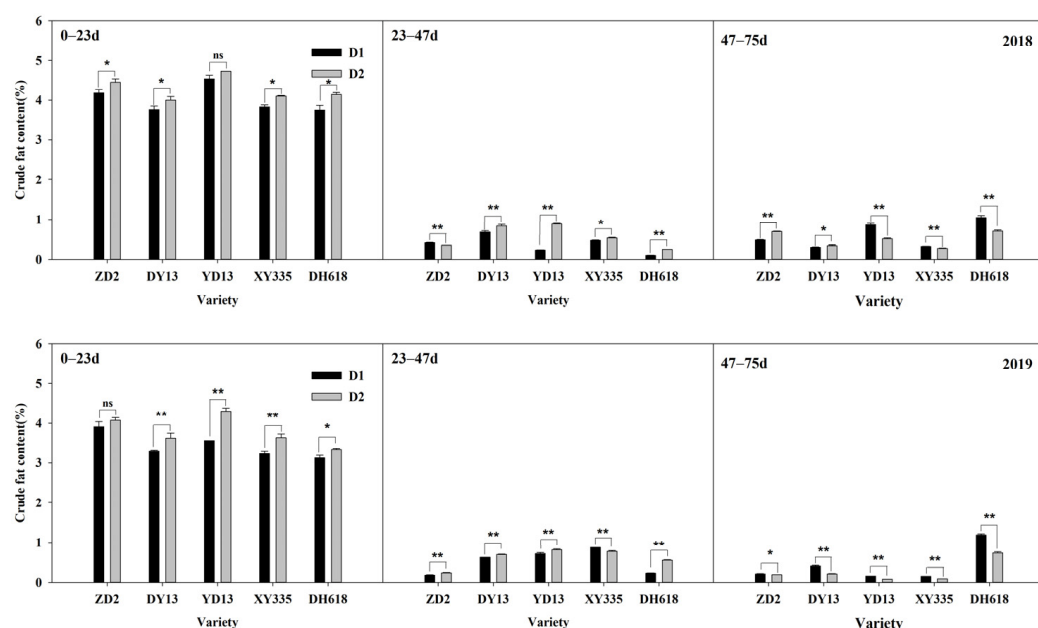 Crude fat content(%)
6
5
4
3
2
1
0
0–23d
D1
D2
* * ns * *
ZD2 DY13 YD13 XY335 DH618
Variety
23–47d
** ** ** * **
ZD2 DY13 YD13 XY335 DH618
Variety
47–75d 2018
** * ** ** **
ZD2 DY13 YD13 XY335 DH618
Variety
Crude fat content(%)
6
5
4
3
2
1
0
0–23d
D1
D2
ns ** ** ** *
ZD2 DY13 YD13 XY335 DH618
Variety
23–47d
** ** ** ** **
ZD2 DY13 YD13 XY335 DH618
Variety
47–75d 2019
* ** ** ** **
ZD2 DY13 YD13 XY335 DH618
Variety